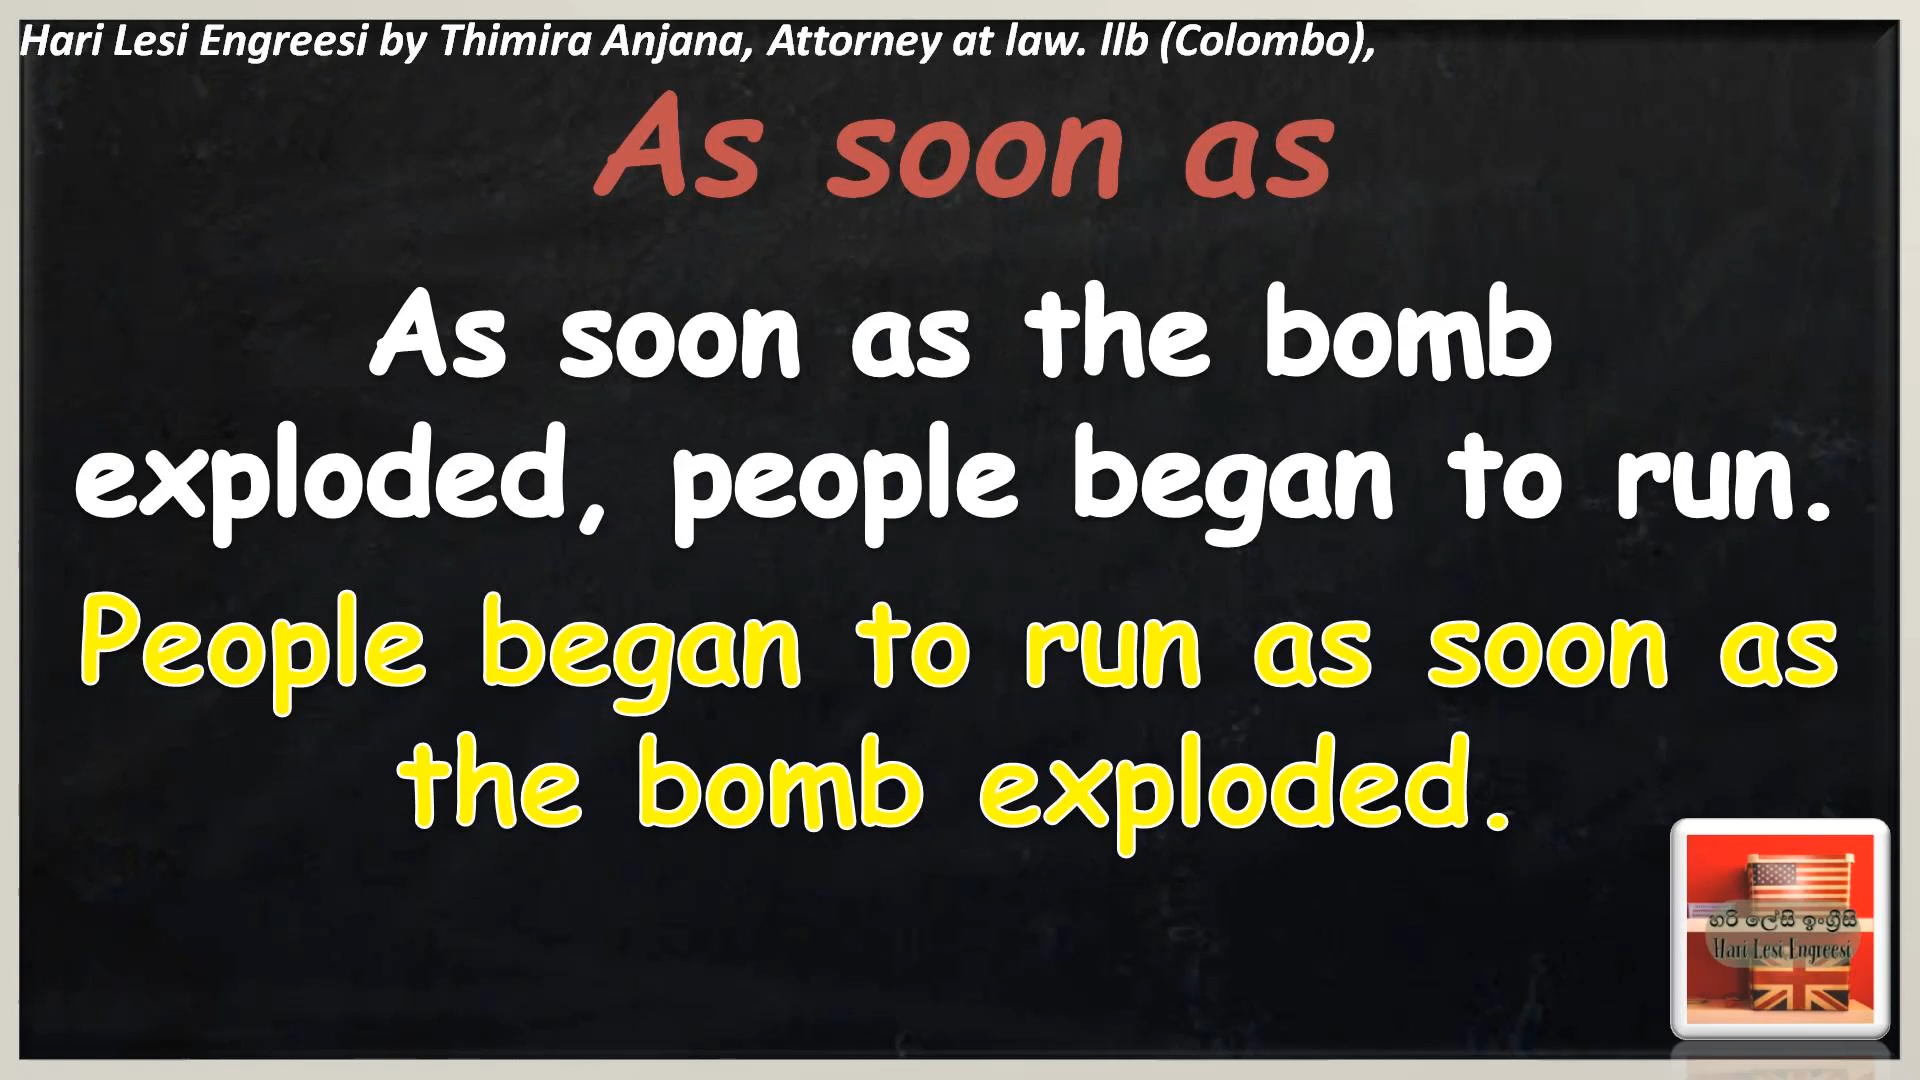 Hari Lesi Engreesi by Thimira Anjana, Attorney at law. llb (Colombo),
As soon as
As soon as the bomb
exploded, people began to run.
People began to run as soon as
the bomb exploded.
හරි ලේසි ඉංග්‍රීසි
Hari Lesi Engreesi